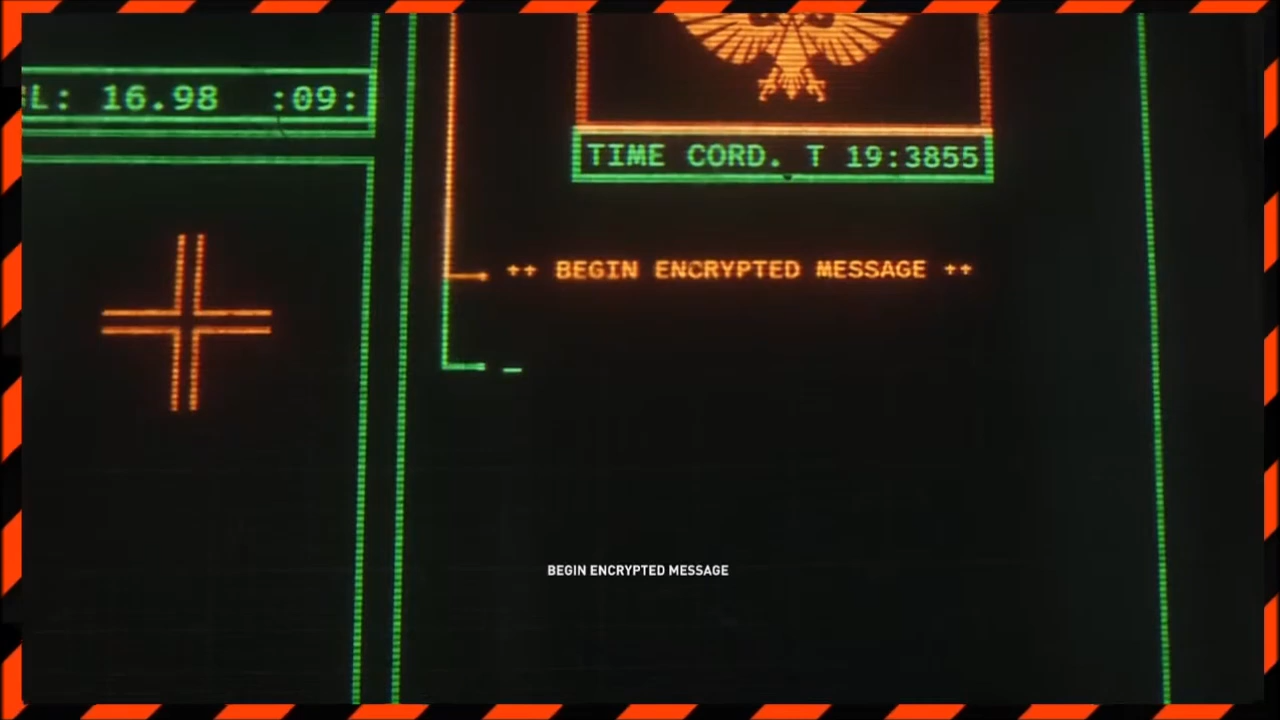 L: 16.98 :09:
TIME CORD. T 19:3855
++ BEGIN ENCRYPTED MESSAGE ++
BEGIN ENCRYPTED MESSAGE